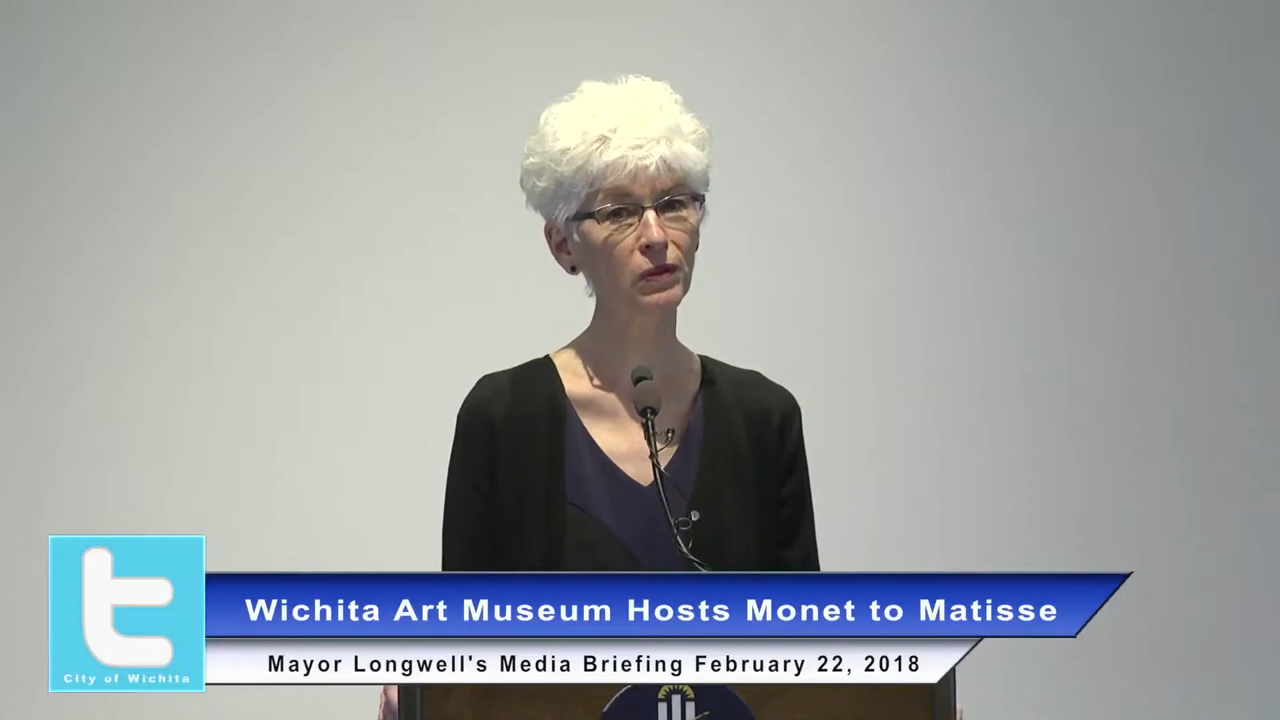 Wichita Art Museum Hosts Monet to Matisse
Mayor Longwell's Media Briefing February 22, 2018
t
City of Wichita